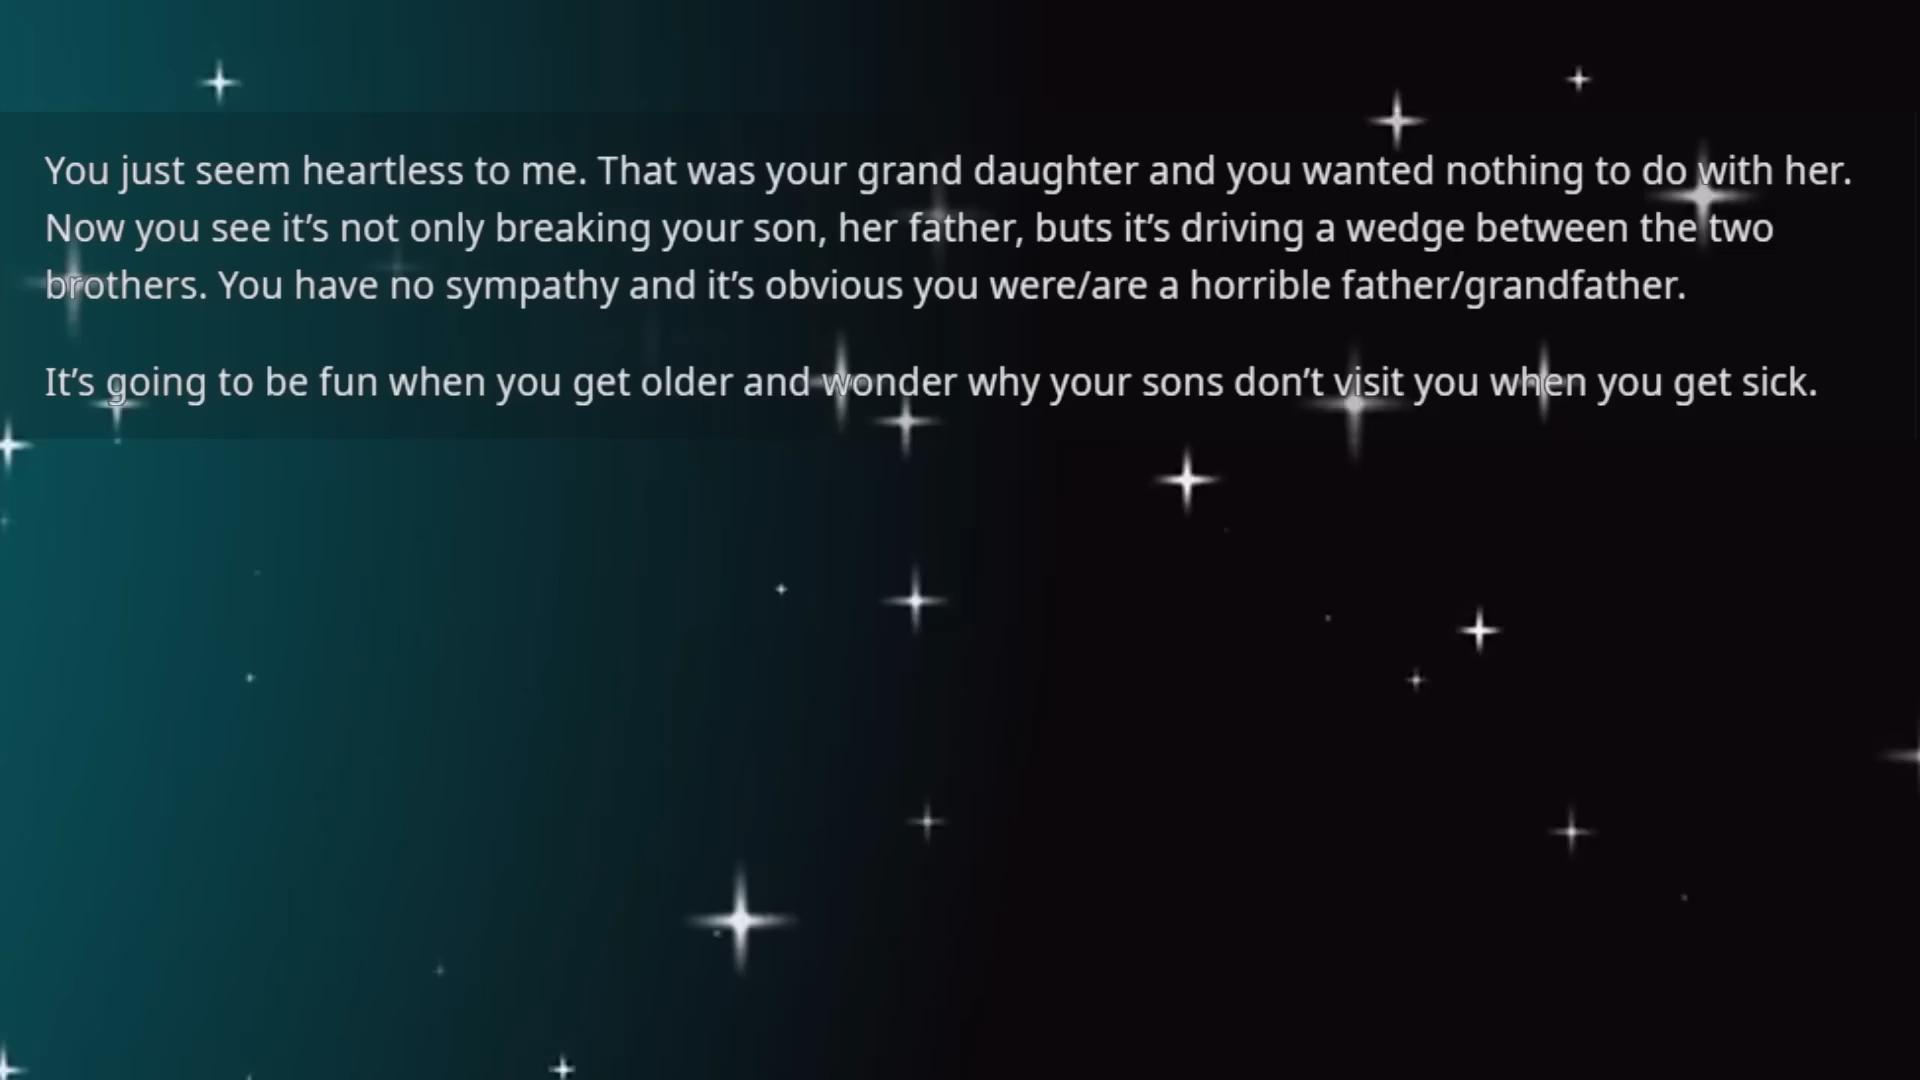 You just seem heartless to me. That was your grand daughter and you wanted nothing to do with her.
Now you see it’s not only breaking your son, her father, buts it’s driving a wedge between the two
brothers. You have no sympathy and it’s obvious you were/are a horrible father/grandfather.
It’s going to be fun when you get older and wonder why your sons don’t visit you when you get sick.